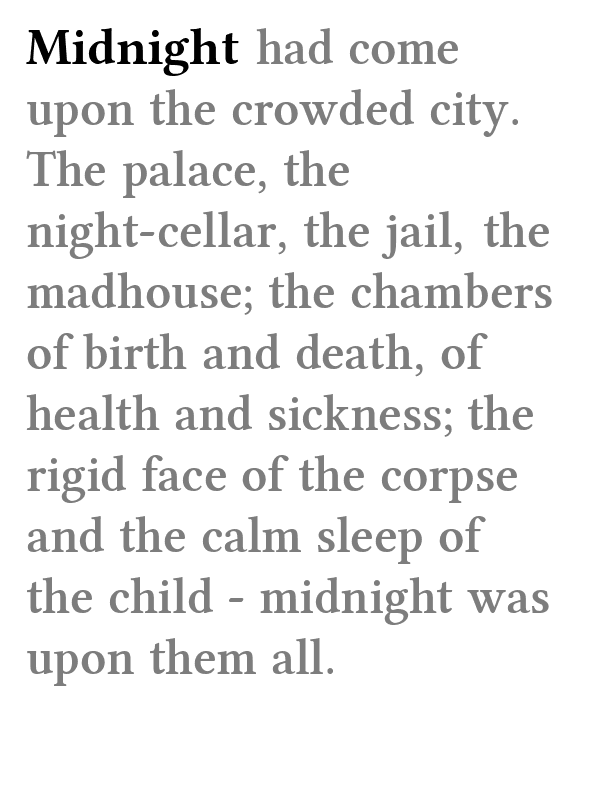 Midnight had come
upon the crowded city.
The palace, the
night-cellar, the jail, the
madhouse; the chambers
of birth and death, of
health and sickness; the
rigid face of the corpse
and the calm sleep of
the child - midnight was
upon them all.